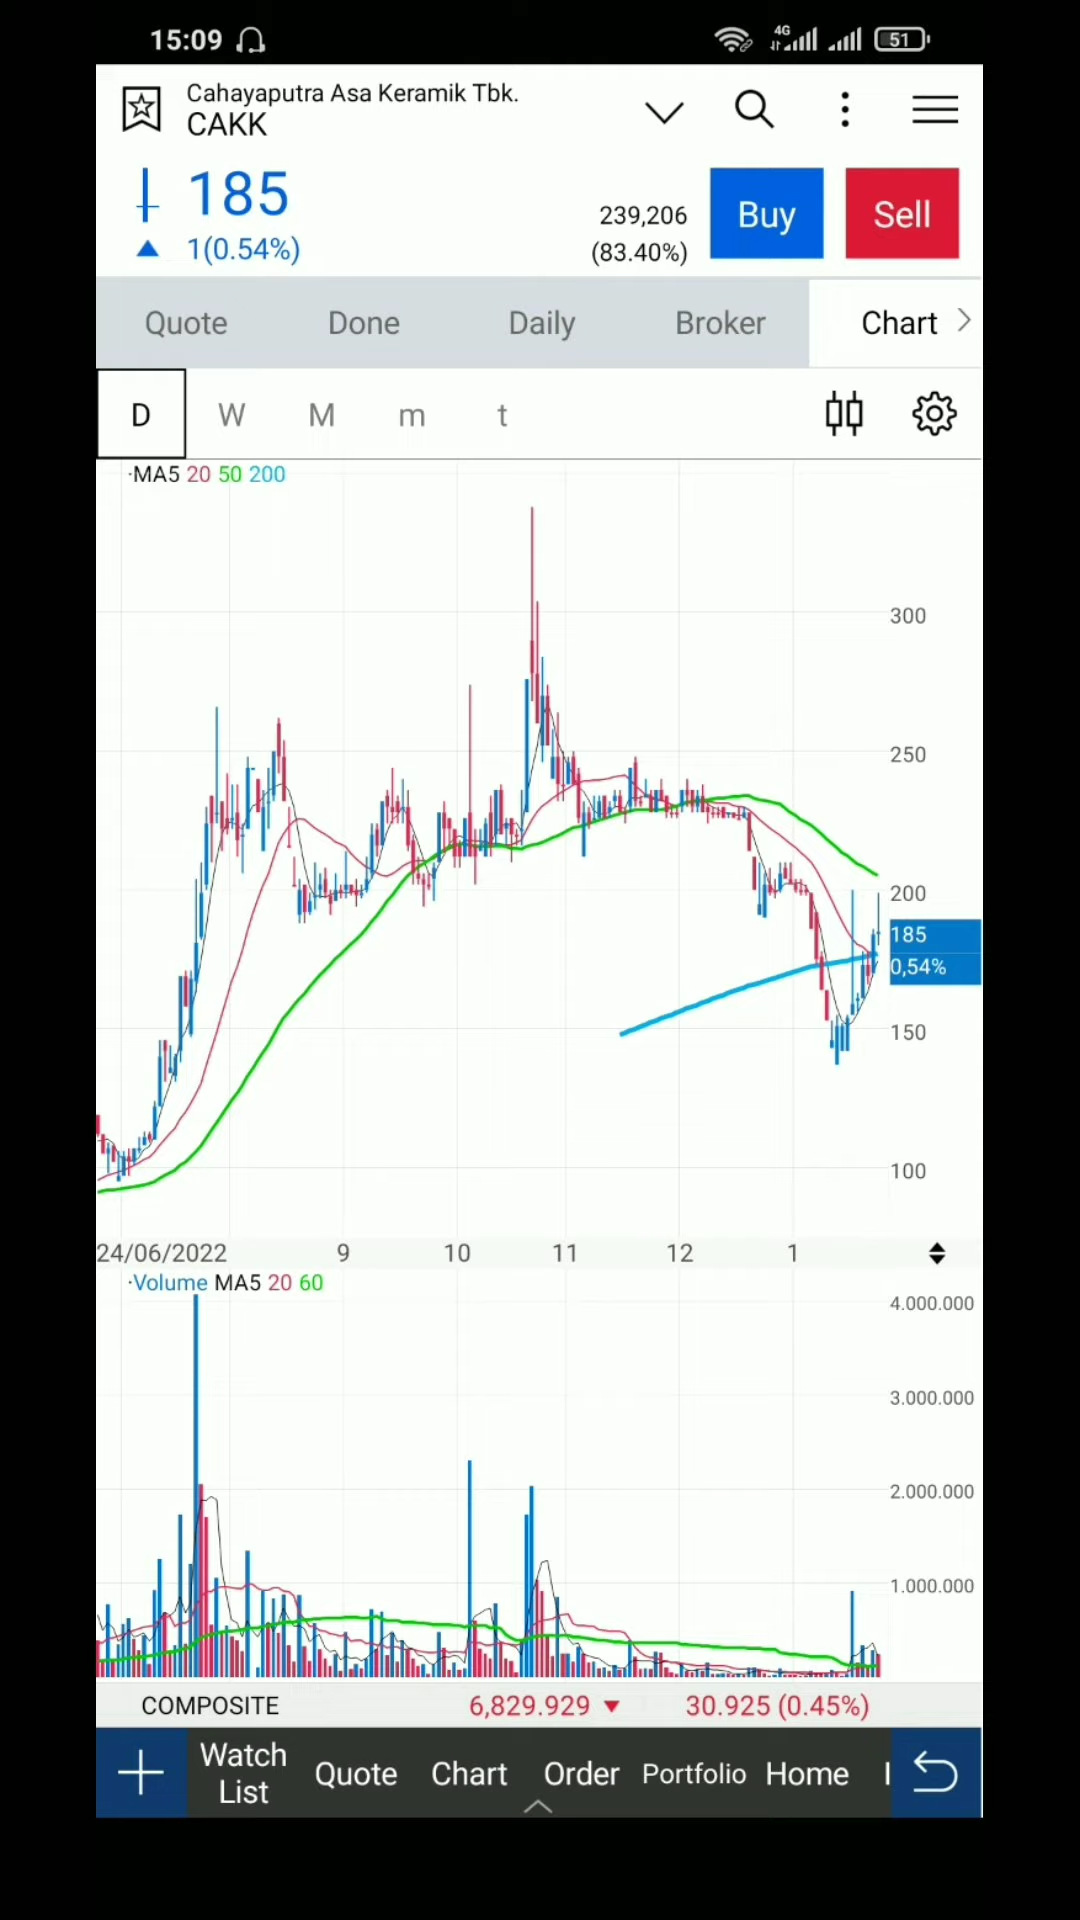 15:09 4G 51
Cahayaputra Asa Keramik Tbk.
CAKK
185
1(0.54%)
239,206
(83.40%)
Buy
Sell
Quote Done Daily Broker Chart
D W M m t
·MA5 20 50 200
300
250
200
185
0,54%
150
100
24/06/2022 9 10 11 12 1
·Volume MA5 20 60
4.000.000
3.000.000
2.000.000
1.000.000
COMPOSITE 6,829.929 ▼ 30.925 (0.45%)
Watch List Quote Chart Order Portfolio Home